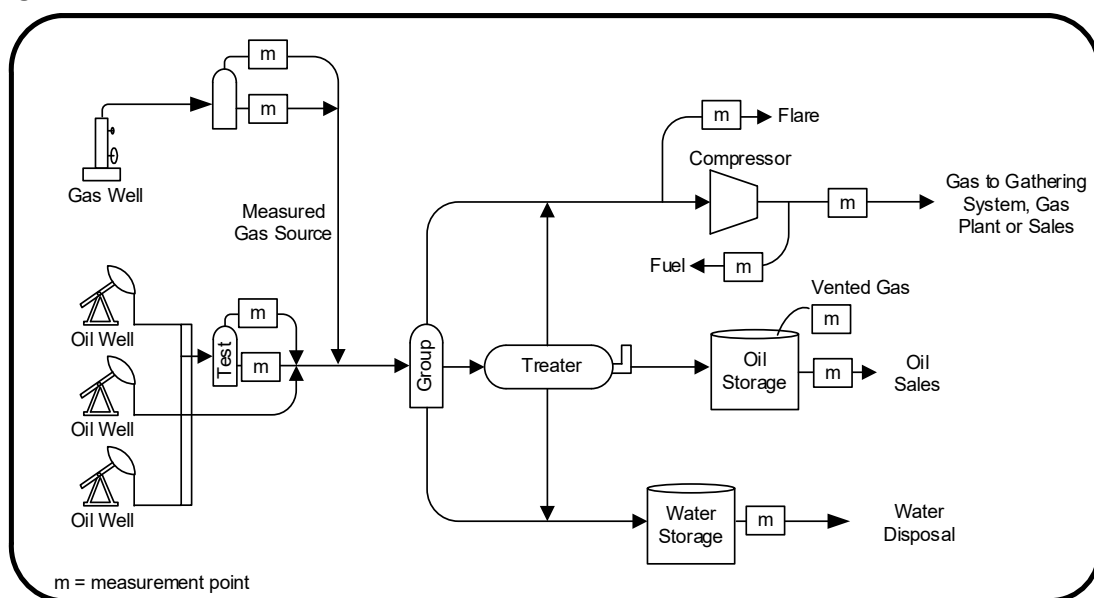 m
m
Gas Well
Measured
Gas Source
m
Flare
Compressor
m
Gas to Gathering
System, Gas
Plant or Sales
Fuel
m
Vented Gas
m
Oil Well
Test
m
m
Group
Treater
Oil
Storage
m
Oil
Sales
Oil Well
Oil Well
Water
Storage
m
Water
Disposal
m = measurement point